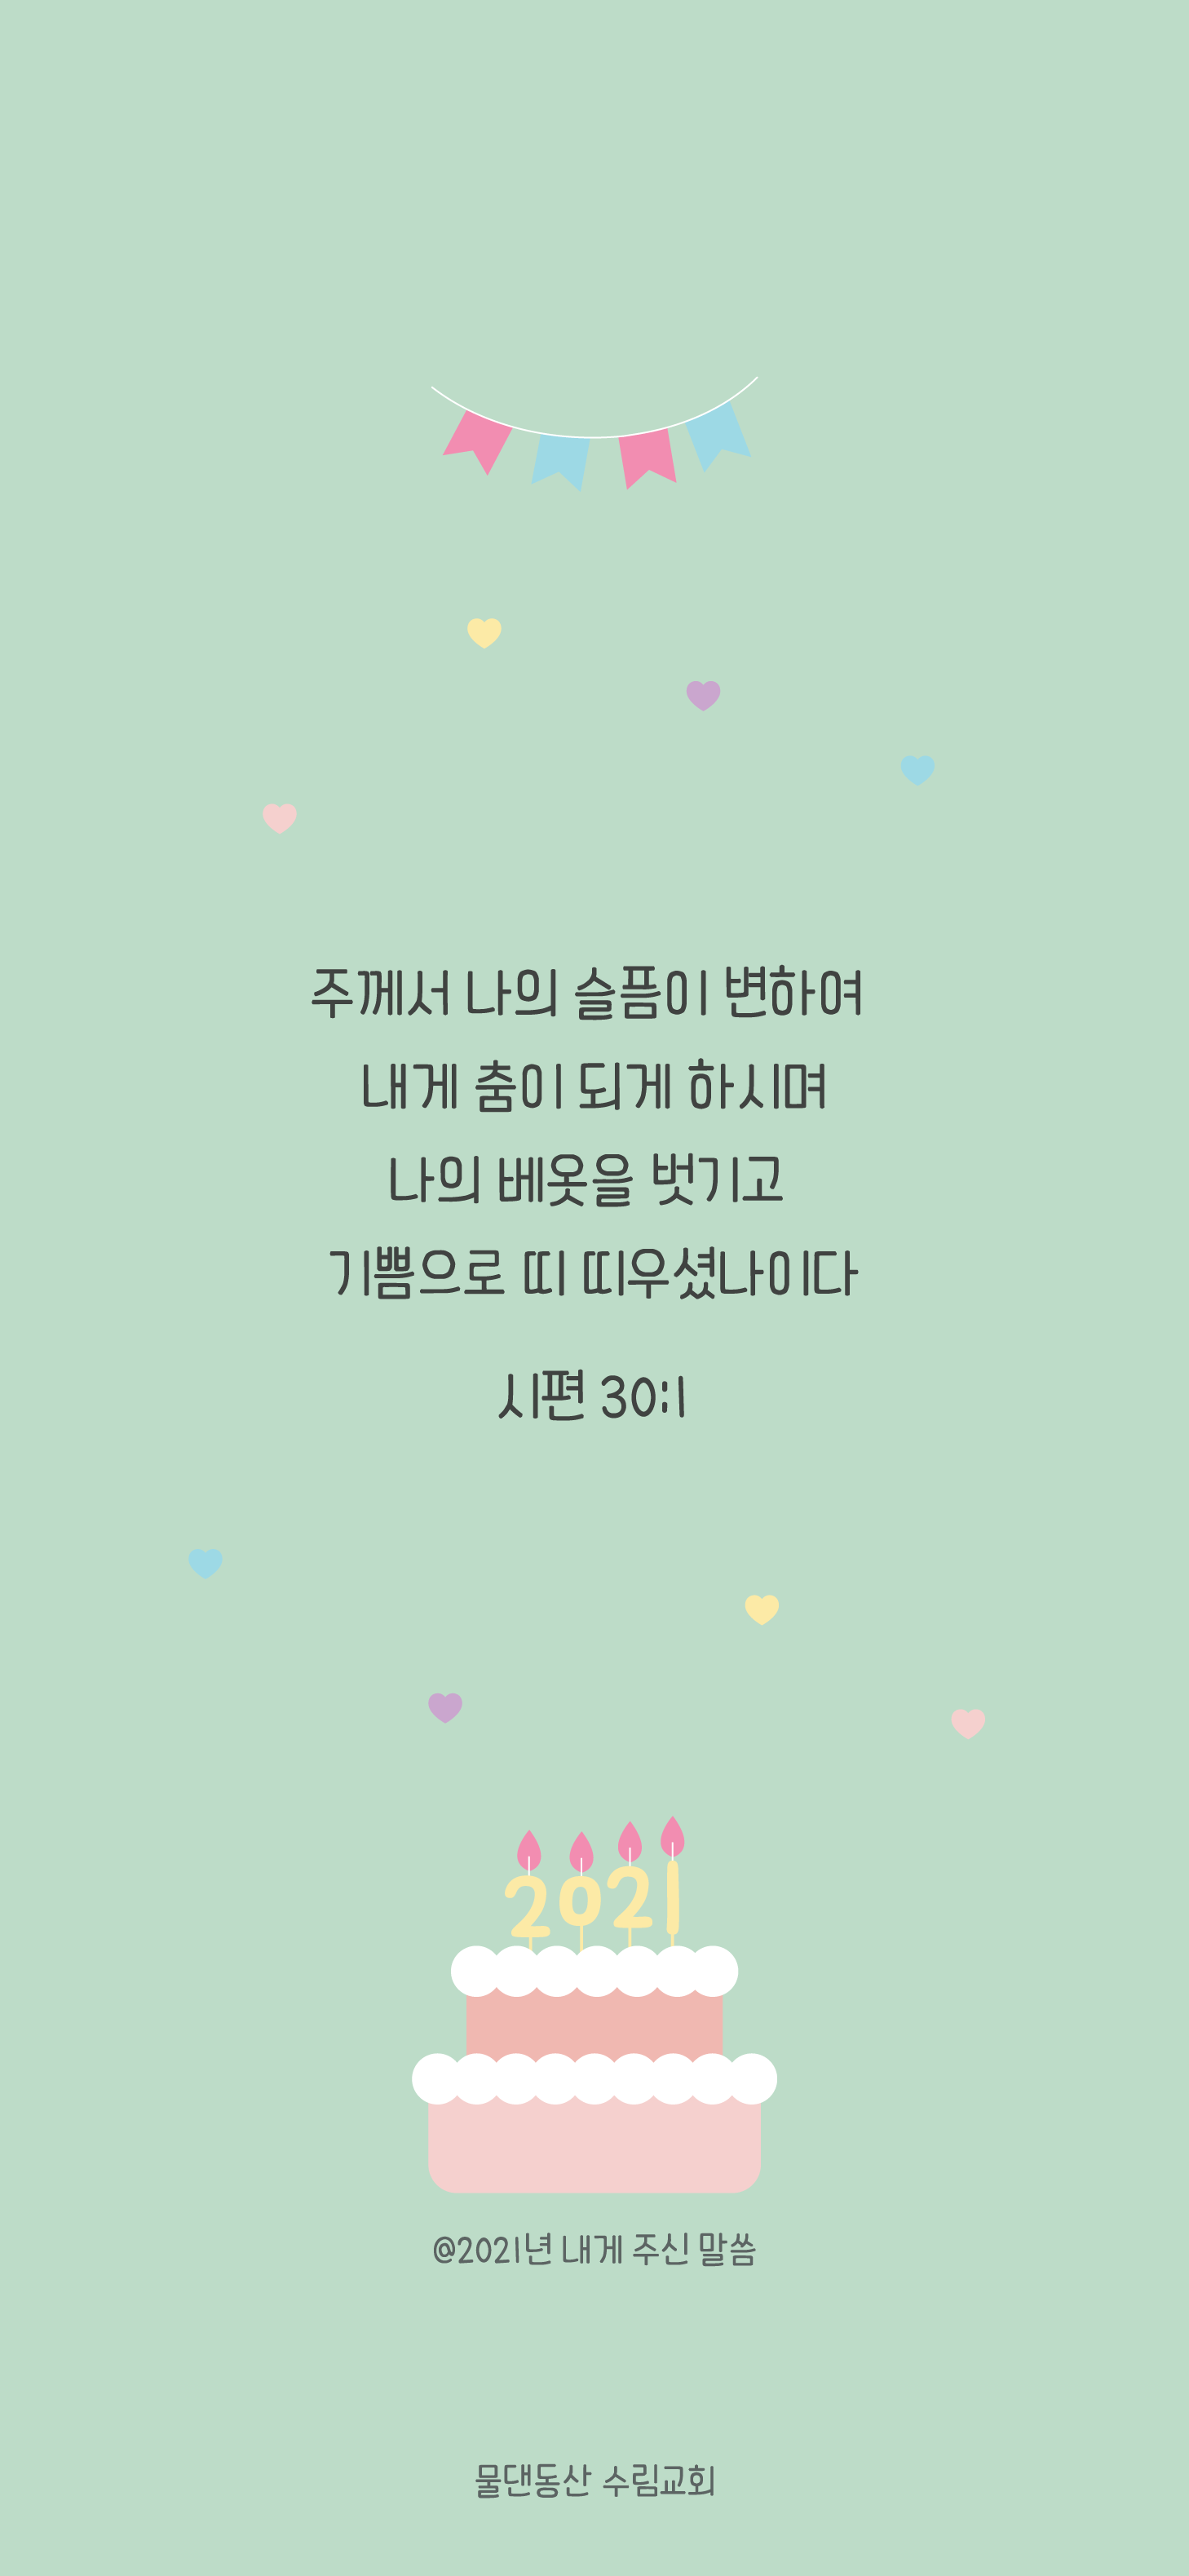 주께서 나의 슬픔이 변하여
내게 춤이 되게 하시며
나의 베옷을 벗기고
기쁨으로 띠 띠우셨나이다
시편 30:1
2021
@2021년 내게 주신 말씀
물댄동산 수림교회